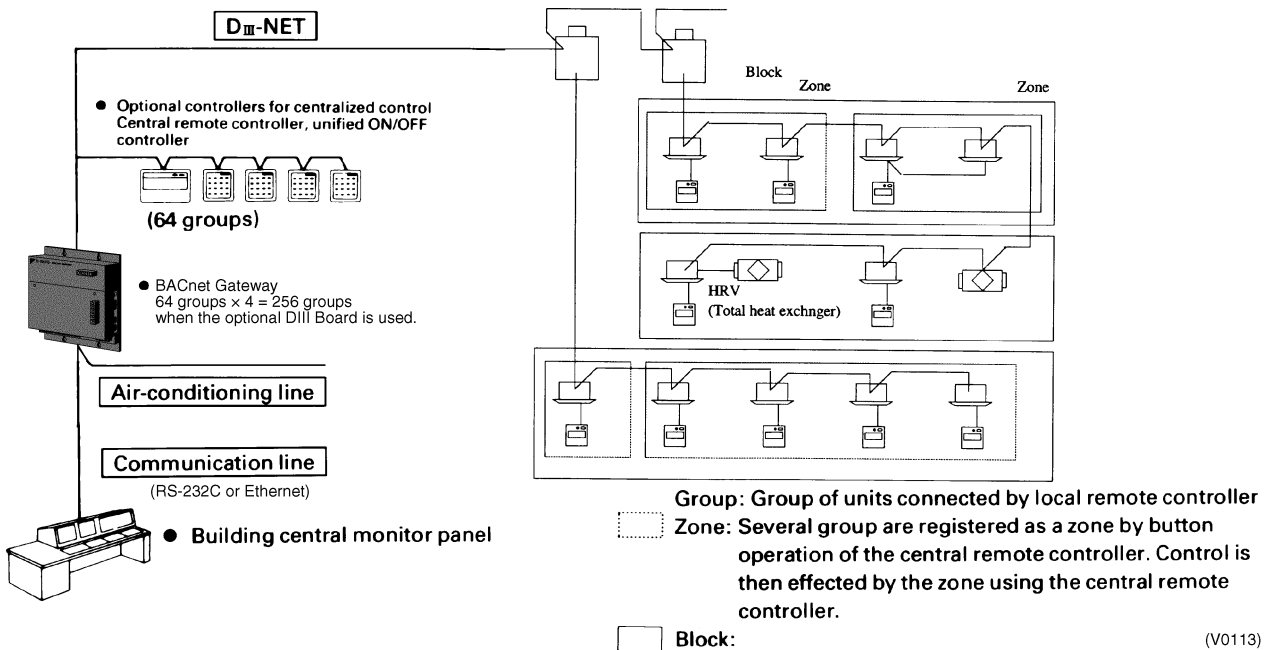 DⅢ-NET
● Optional controllers for centralized control
Central remote controller, unified ON/OFF
controller
(64 groups)
● BACnet Gateway
64 groups × 4 = 256 groups
when the optional DIII Board is used.
Air-conditioning line
Communication line
(RS-232C or Ethernet)
● Building central monitor panel
Block
Zone
Zone
HRV
(Total heat exchnger)
Group: Group of units connected by local remote controller
Zone: Several group are registered as a zone by button
operation of the central remote controller. Control is
then effected by the zone using the central remote
controller.
Block:
(V0113)